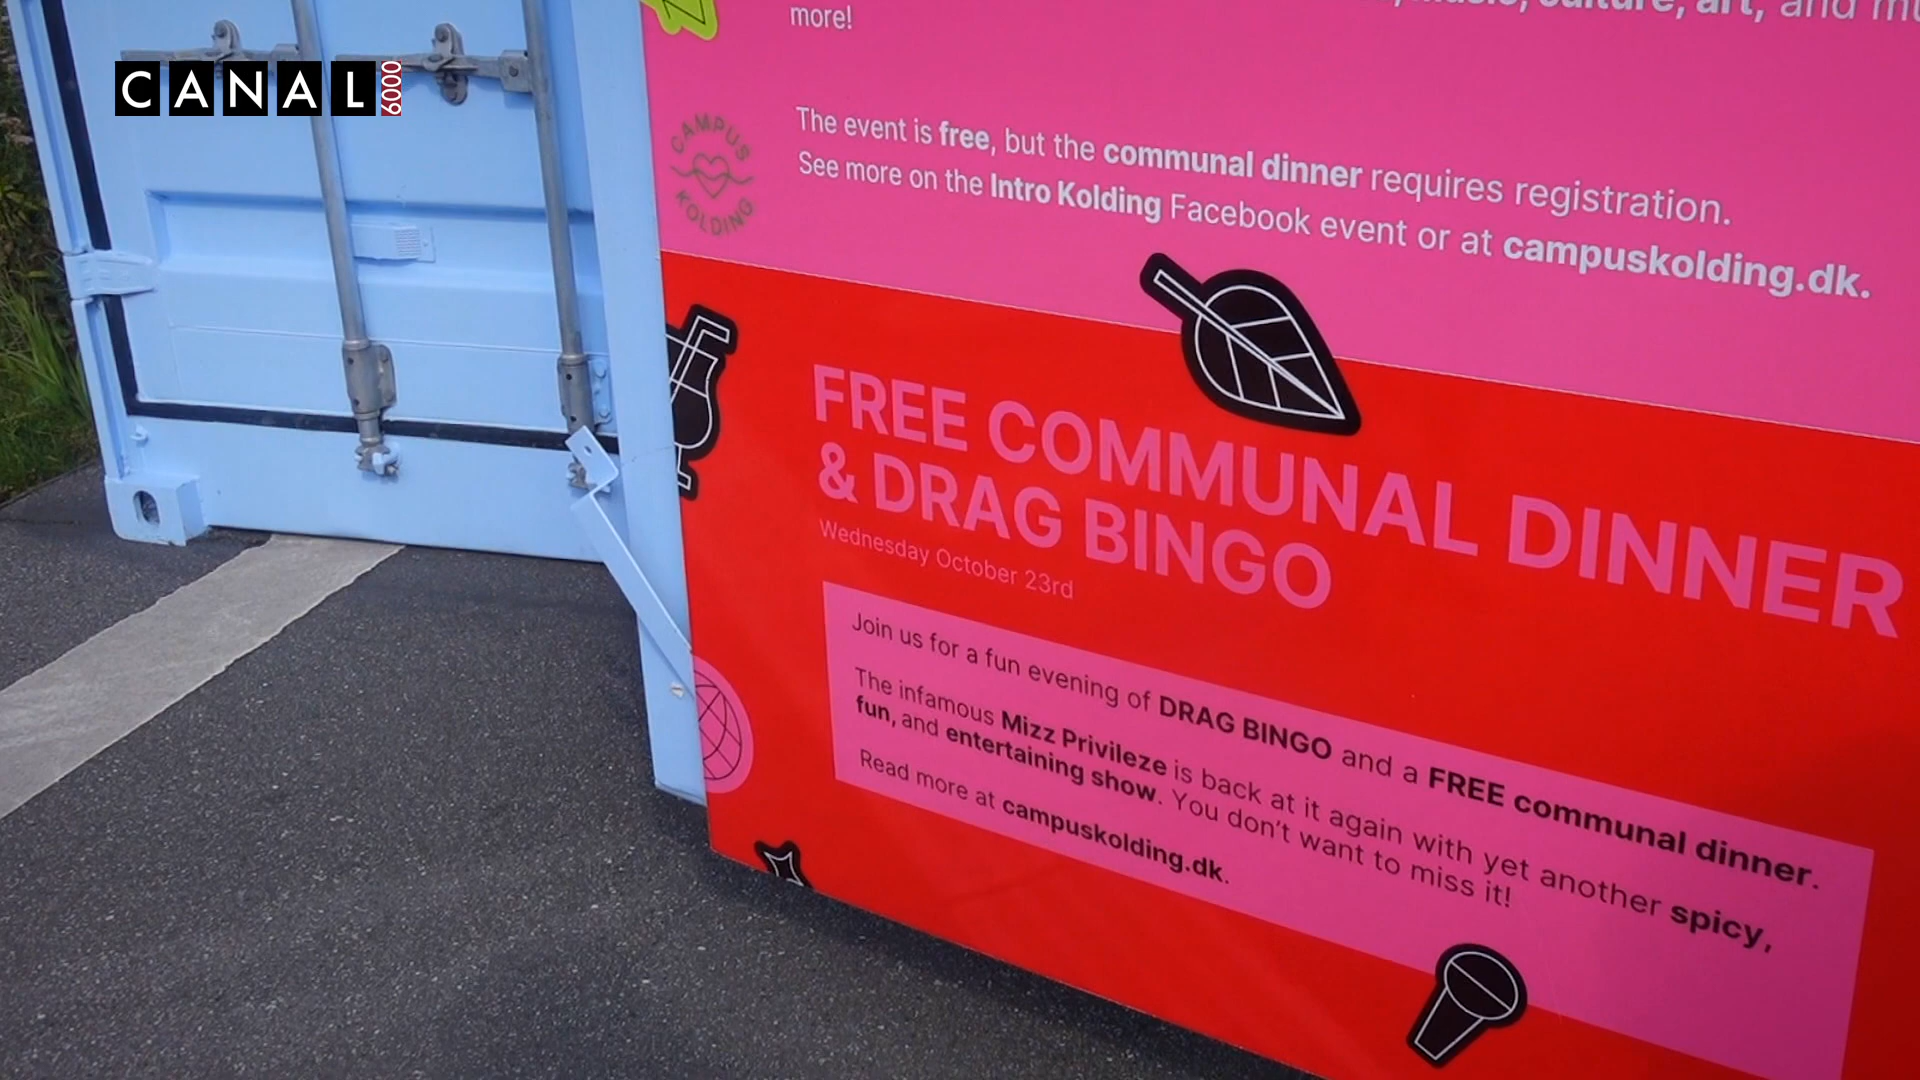 CANAL 6000
culture, art, and
more!
CAMPUS
KOLDING
The event is free, but the communal dinner requires registration.
See more on the Intro Kolding Facebook event or at campuskolding.dk.
FREE COMMUNAL DINNER
& DRAG BINGO
Wednesday October 23rd
Join us for a fun evening of DRAG BINGO and a FREE communal dinner.
The infamous Mizz Privileze is back at it again with yet another spicy,
fun, and entertaining show. You don't want to miss it!
Read more at campuskolding.dk.